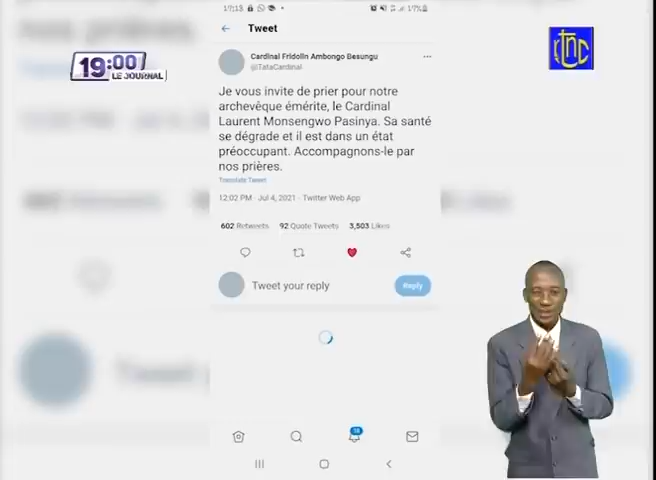 17:13
17%
Tweet
19:00
LE JOURNAL
rtnc
Cardinal Fridolin Ambongo Besungu
@TataCardinal
Je vous invite de prier pour notre
archevêque émérite, le Cardinal
Laurent Monsengwo Pasinya. Sa santé
se dégrade et il est dans un état
préoccupant. Accompagnons-le par
nos prières.
Translate Tweet
12:02 PM · Jul 4, 2021 · Twitter Web App
602 Retweets 92 Quote Tweets 3,503 Likes
Tweet your reply
Reply